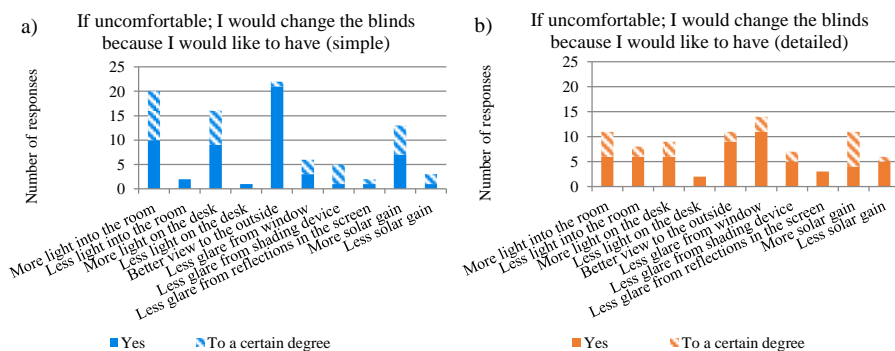 a)
If uncomfortable; I would change the blinds
because I would like to have (simple)
Number of responses
25
20
15
10
5
0
More light into the room
Less light into the room
More light on the desk
Less light on the desk
Better view to the outside
Less glare from window
Less glare from shading device
Less glare from reflections in the screen
More solar gain
Less solar gain
Yes
To a certain degree
b)
If uncomfortable; I would change the blinds
because I would like to have (detailed)
Number of responses
25
20
15
10
5
0
More light into the room
Less light into the room
More light on the desk
Less light on the desk
Better view to the outside
Less glare from window
Less glare from shading device
Less glare from reflections in the screen
More solar gain
Less solar gain
Yes
To a certain degree